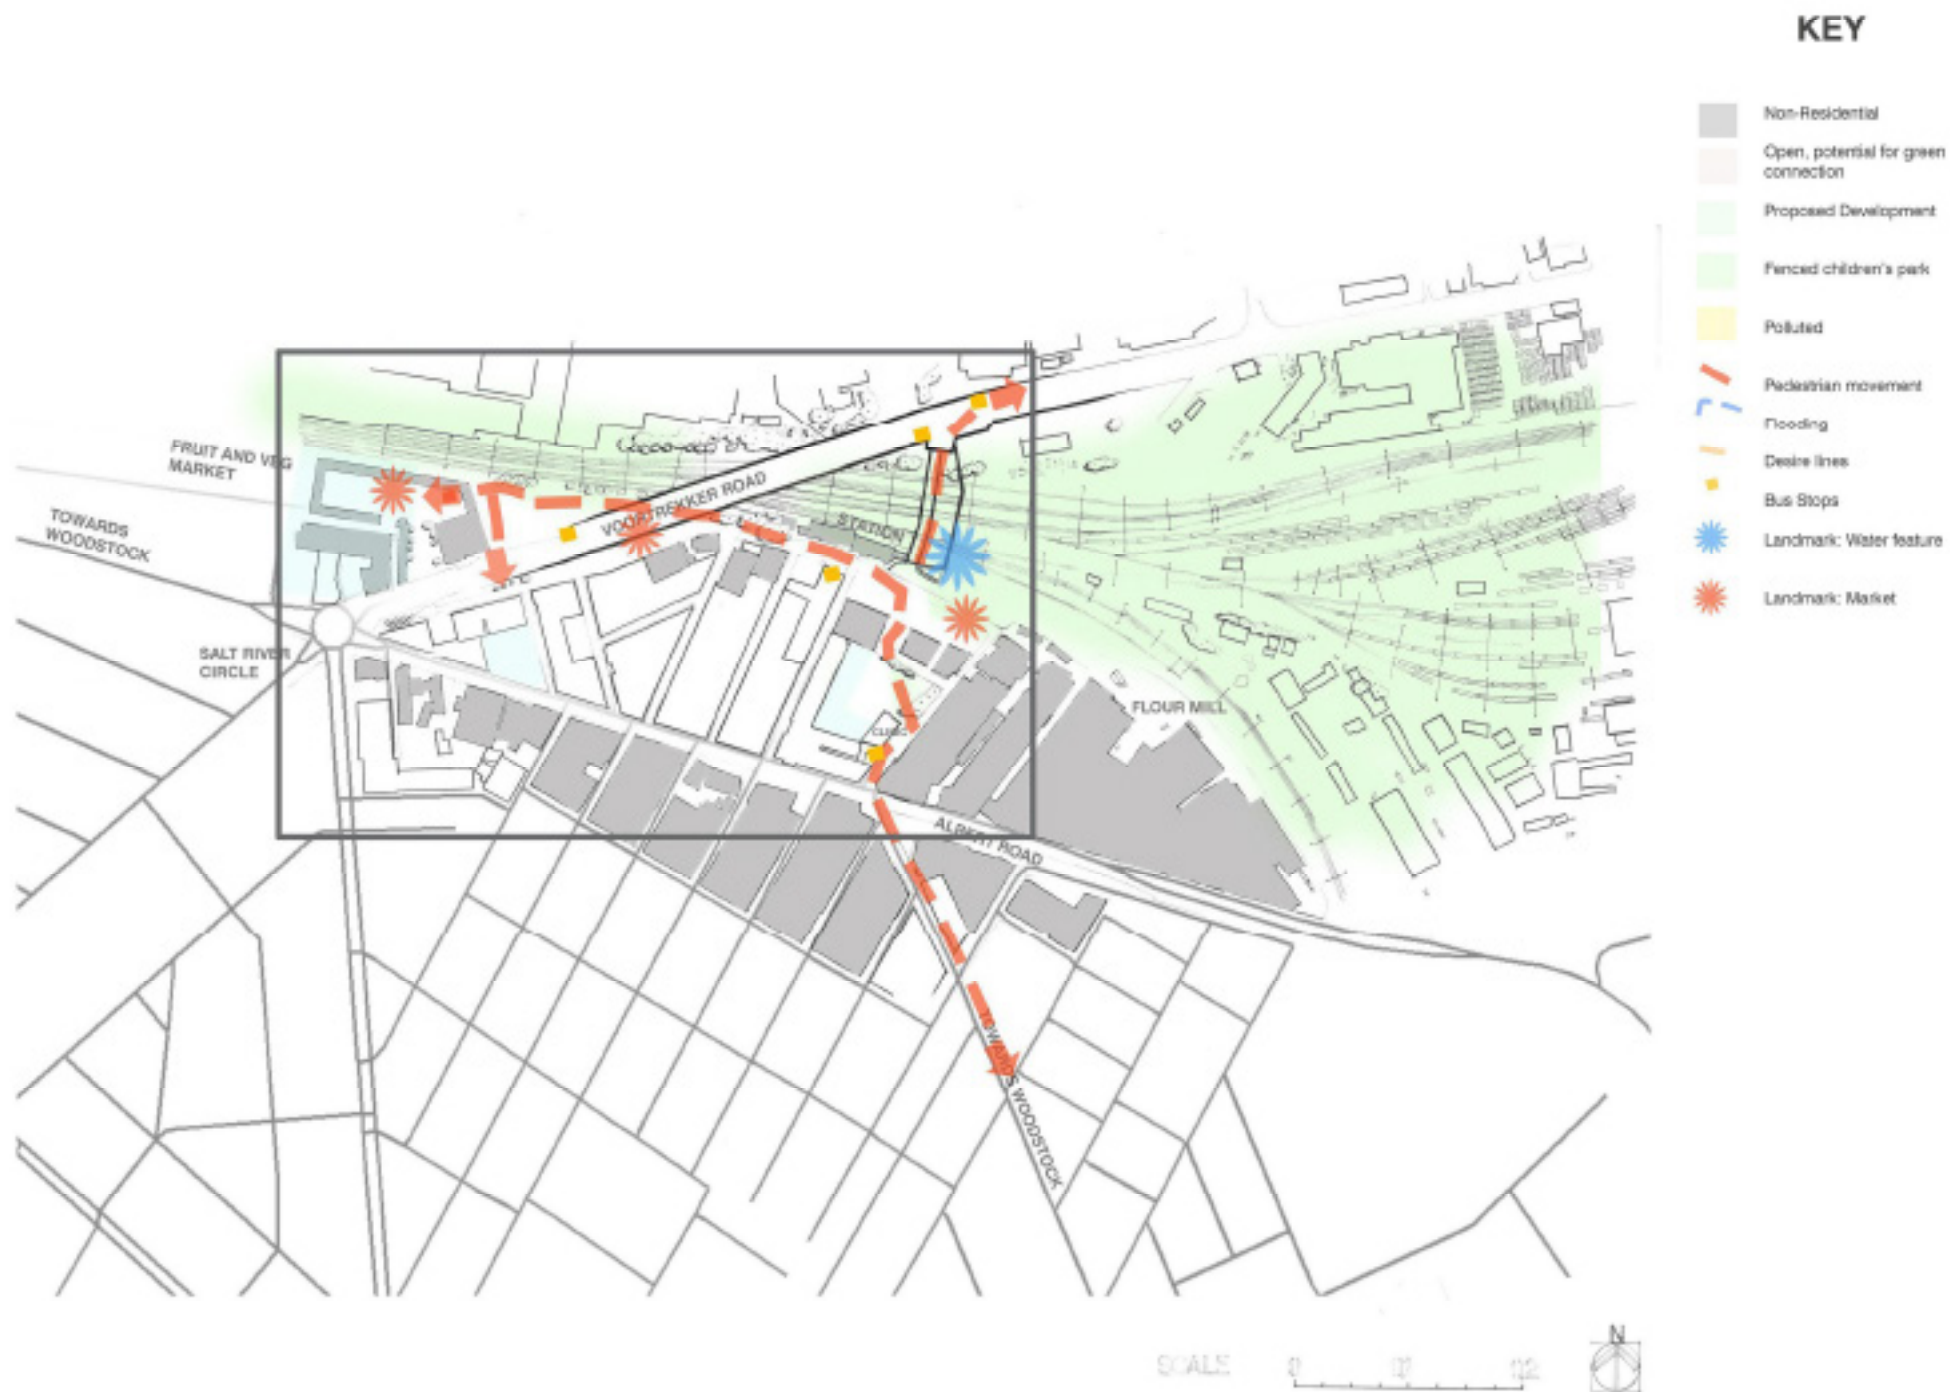 KEY
Non-Residential
Open, potential for green
connection
Proposed Development
Fenced children's park
Polluted
Pedestrian movement
Flooding
Desire lines
Bus Stops
Landmark: Water feature
Landmark: Market
FRUIT AND VEG
MARKET
TOWARDS
WOODSTOCK
VOORTREKKER ROAD
STATION
SALT RIVER
CIRCLE
FLOUR MILL
CLINIC
ALBERT ROAD
TOWARDS WOODSTOCK
SCALE
0
N